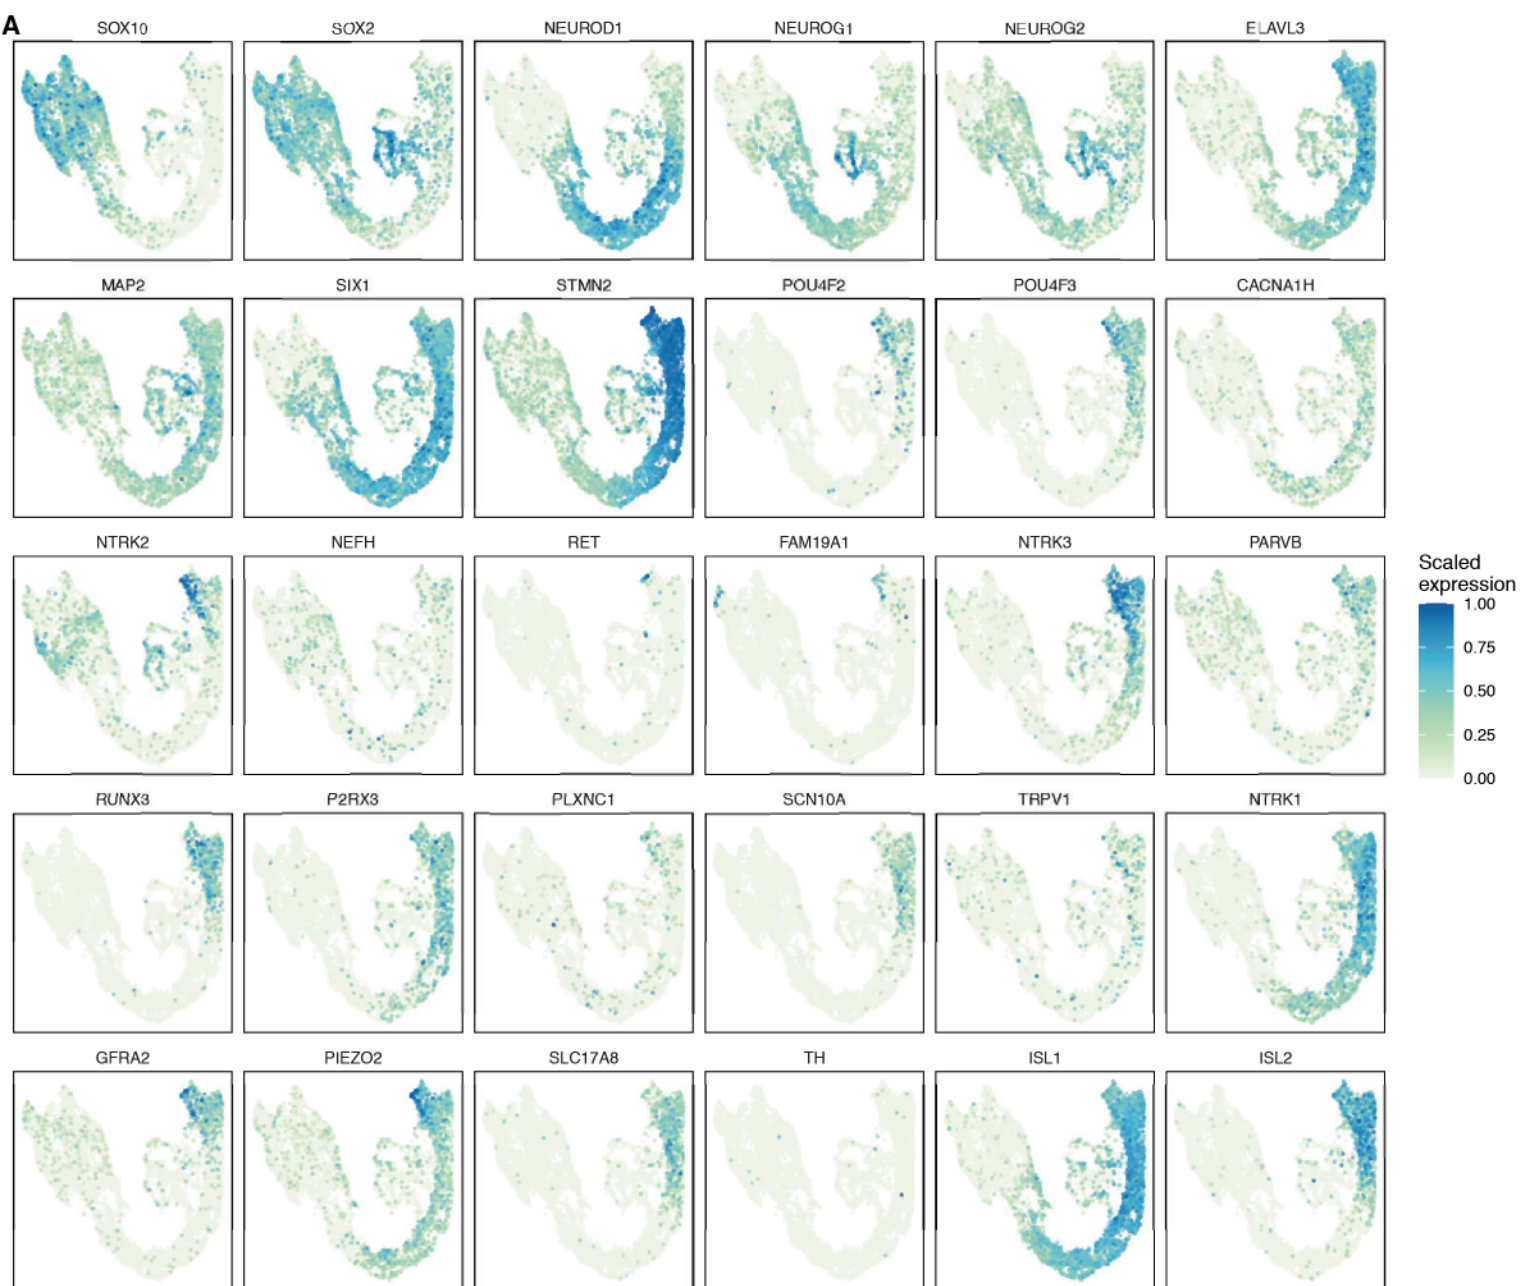 A
SOX10 SOX2 NEUROD1 NEUROG1 NEUROG2 ELAVL3
MAP2 SIX1 STMN2 POU4F2 POU4F3 CACNA1H
NTRK2 NEFH RET FAM19A1 NTRK3 PARVB
Scaled
expression
1.00
0.75
0.50
0.25
0.00
RUNX3 P2RX3 PLXNC1 SCN10A TRPV1 NTRK1
GFRA2 PIEZO2 SLC17A8 TH ISL1 ISL2